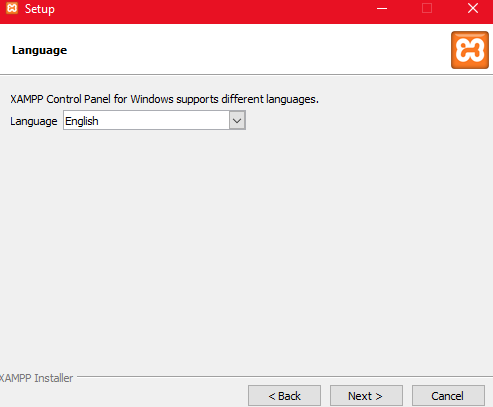 Setup
Language
XAMPP Control Panel for Windows supports different languages.
Language English
XAMPP Installer
< Back Next > Cancel